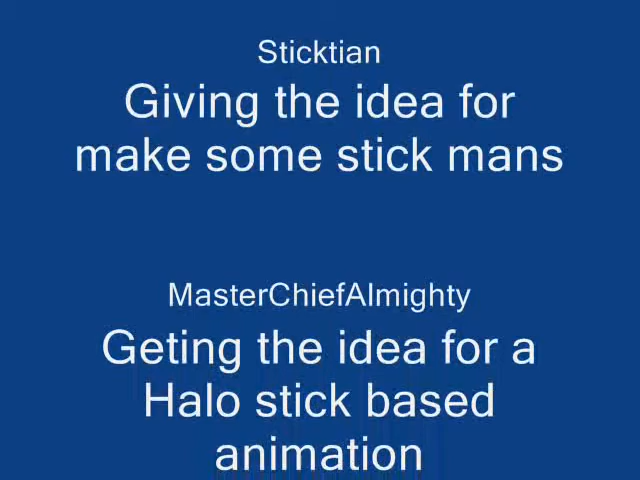 Sticktian
Giving the idea for
make some stick mans
MasterChiefAlmighty
Geting the idea for a
Halo stick based
animation